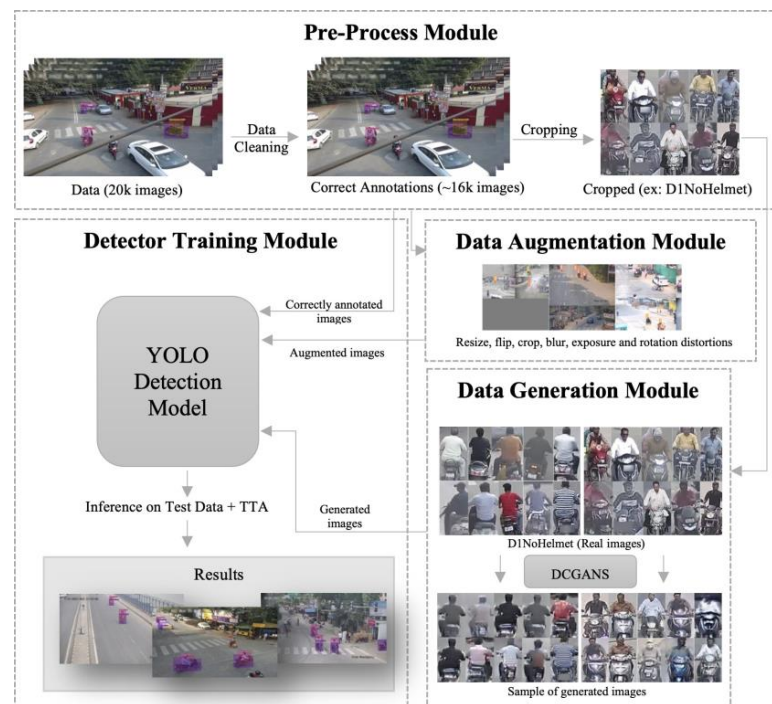 Pre-Process Module
Data
Cleaning
Cropping
Data (20k images)
Correct Annotations (~16k images)
Cropped (ex: D1NoHelmet)
Detector Training Module
Data Augmentation Module
Correctly annotated
images
Augmented images
YOLO
Detection
Model
Resize, flip, crop, blur, exposure and rotation distortions
Data Generation Module
Inference on Test Data + TTA
Generated
images
D1NoHelmet (Real images)
DCGANS
Results
Sample of generated images